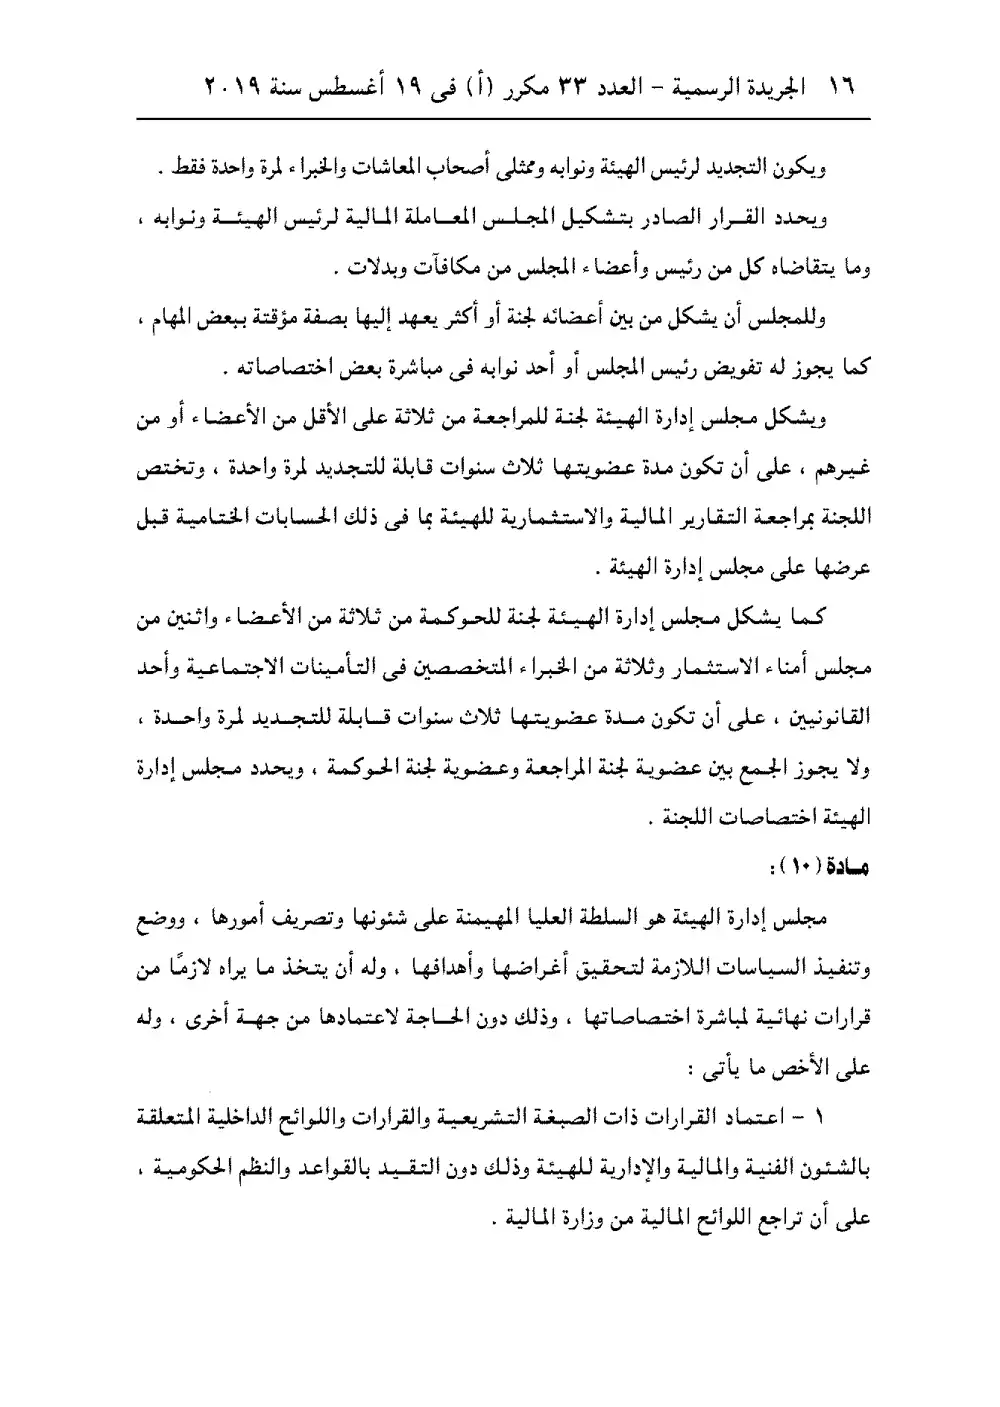 ١٦ الجريدة الرسمية – العدد ٣٣ مكرر (أ) فى ١٩ أغسطس سنة ٢٠١٩
ويكون التجديد لرئيس الهيئة ونوابه وممثلى أصحاب المعاشات والخبراء لمرة واحدة فقط .
ويحدد القرار الصادر بتشكيل المجلس المعاملة المالية لرئيس الهيئة ونوابه ،
وما يتقاضاه كل من رئيس وأعضاء المجلس من مكافآت وبدلات .
وللمجلس أن يشكل من بين أعضائه لجنة أو أكثر يعهد إليها بصفة مؤقتة ببعض المهام ،
كما يجوز له تفويض رئيس المجلس أو أحد نوابه فى مباشرة بعض اختصاصاته .
ويشكل مجلس إدارة الهيئة لجنة للمراجعة من ثلاثة على الأقل من الأعضاء أو من
غيرهم ، على أن تكون مدة عضويتها ثلاث سنوات قابلة للتجديد لمرة واحدة ، وتختص
اللجنة بمراجعة التقارير المالية والاستثمارية للهيئة بما فى ذلك الحسابات الختامية قبل
عرضها على مجلس إدارة الهيئة .
كما يشكل مجلس إدارة الهيئة لجنة للحوكمة من ثلاثة من الأعضاء واثنين من
مجلس أمناء الاستثمار وثلاثة من الخبراء المتخصصين فى التأمينات الاجتماعية وأحد
القانونيين ، على أن تكون مدة عضويتها ثلاث سنوات قابلة للتجديد لمرة واحدة ،
ولا يجوز الجمع بين عضوية لجنة المراجعة وعضوية لجنة الحوكمة ، ويحدد مجلس إدارة
الهيئة اختصاصات اللجنة .
مادة (١٠) :
مجلس إدارة الهيئة هو السلطة العليا المهيمنة على شئونها وتصريف أمورها ، ووضع
وتنفيذ السياسات اللازمة لتحقيق أغراضها وأهدافها ، وله أن يتخذ ما يراه لازمًا من
قرارات نهائية لمباشرة اختصاصاتها ، وذلك دون الحاجة لاعتمادها من جهة أخرى ، وله
على الأخص ما يأتى :
١ – اعتماد القرارات ذات الصبغة التشريعية والقرارات واللوائح الداخلية المتعلقة
بالشئون الفنية والمالية والإدارية للهيئة وذلك دون التقيد بالقواعد والنظم الحكومية ،
على أن تراجع اللوائح المالية من وزارة المالية .